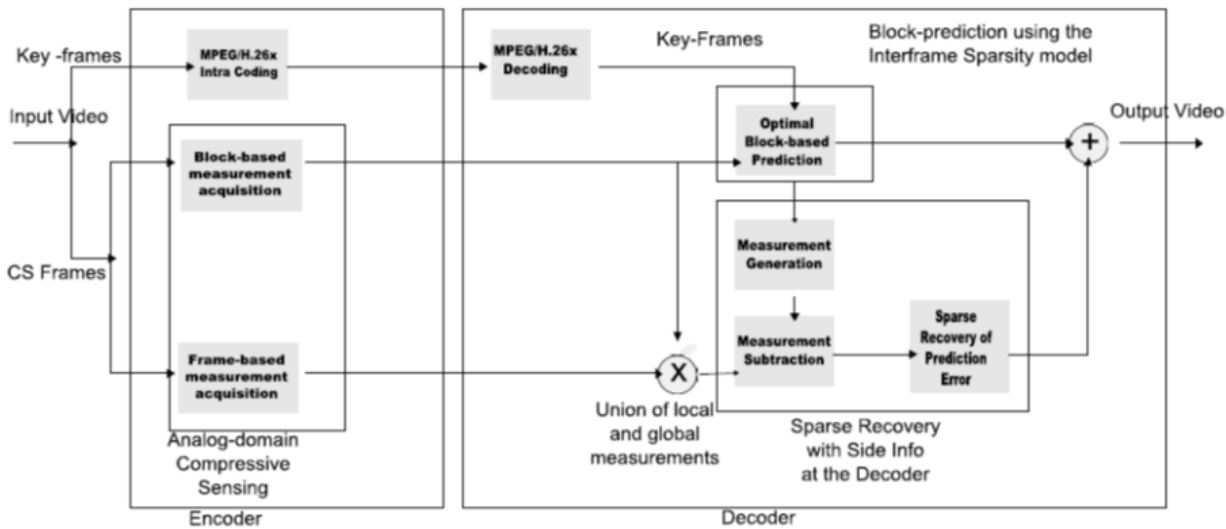 Key -frames
MPEG/H.26x
Intra Coding
MPEG/H.26x
Decoding
Key-Frames
Block-prediction using the
Interframe Sparsity model
Input Video
Optimal
Block-based
Prediction
+
Output Video
Block-based
measurement
acquisition
CS Frames
Measurement
Generation
Frame-based
measurement
acquisition
X
Measurement
Subtraction
Sparse
Recovery of
Prediction
Error
Analog-domain
Compressive
Sensing
Union of local
and global
measurements
Sparse Recovery
with Side Info
at the Decoder
Encoder
Decoder